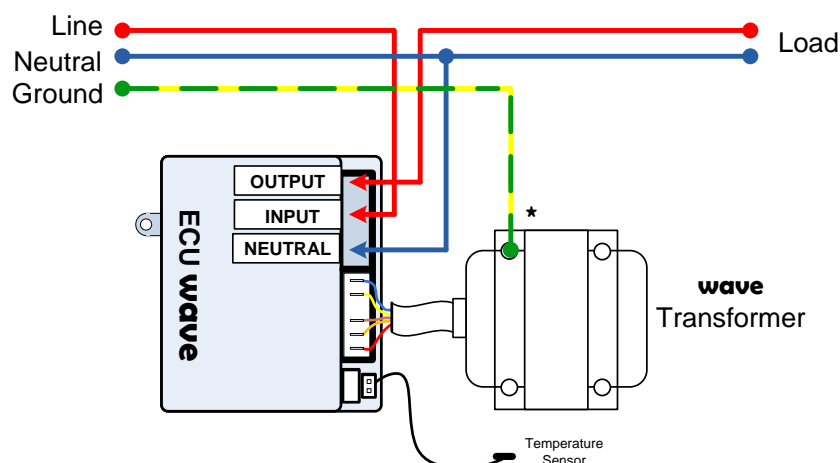 Line
Neutral
Ground
Load
OUTPUT
INPUT
NEUTRAL
ECU wave
*
wave
Transformer
Temperature
Sensor